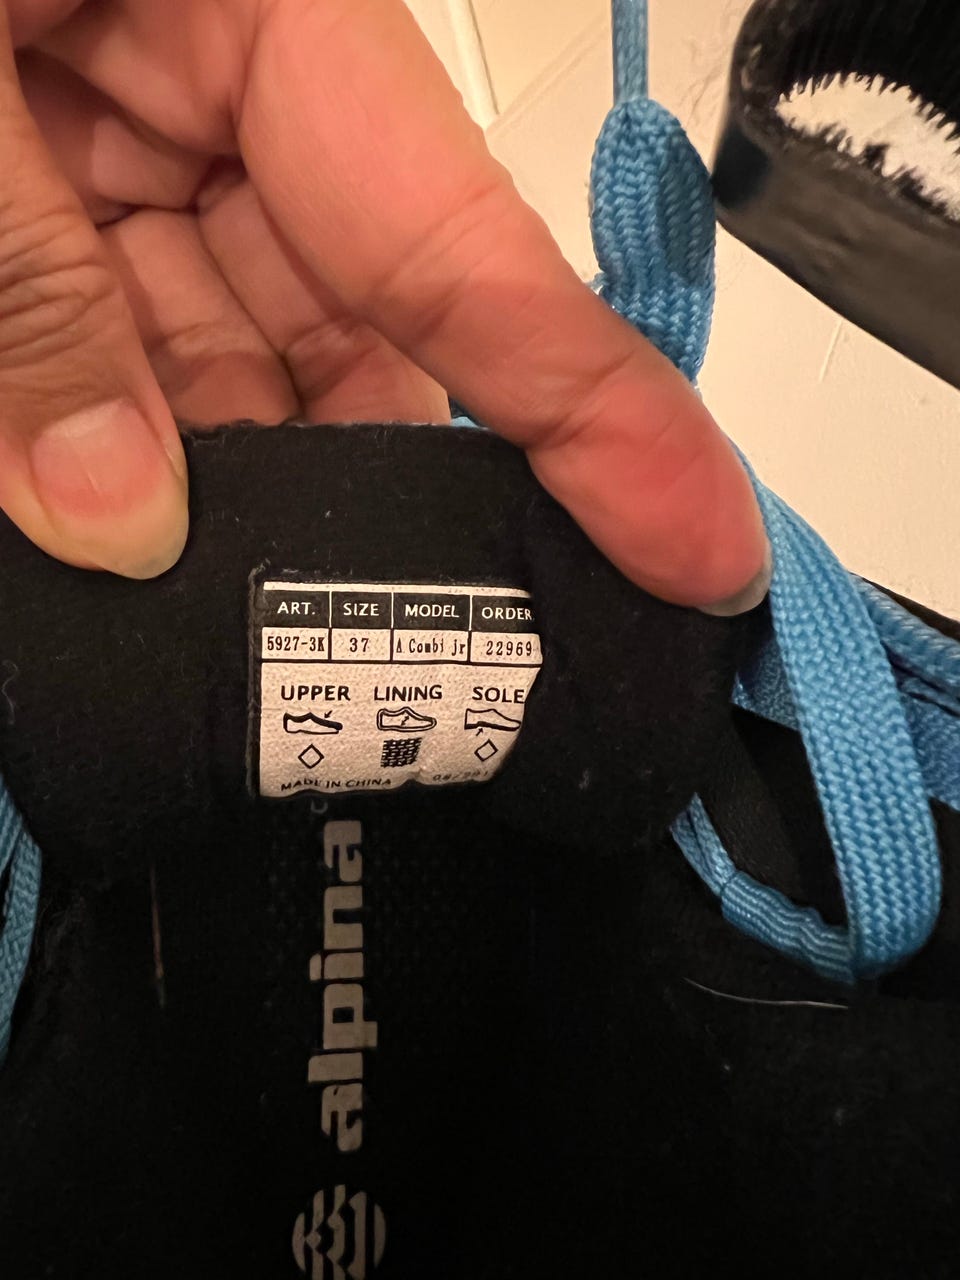 ART. SIZE MODEL ORDER
5927-3K 37 A Combi jr 22969
UPPER LINING SOLE
MADE IN CHINA
alpina